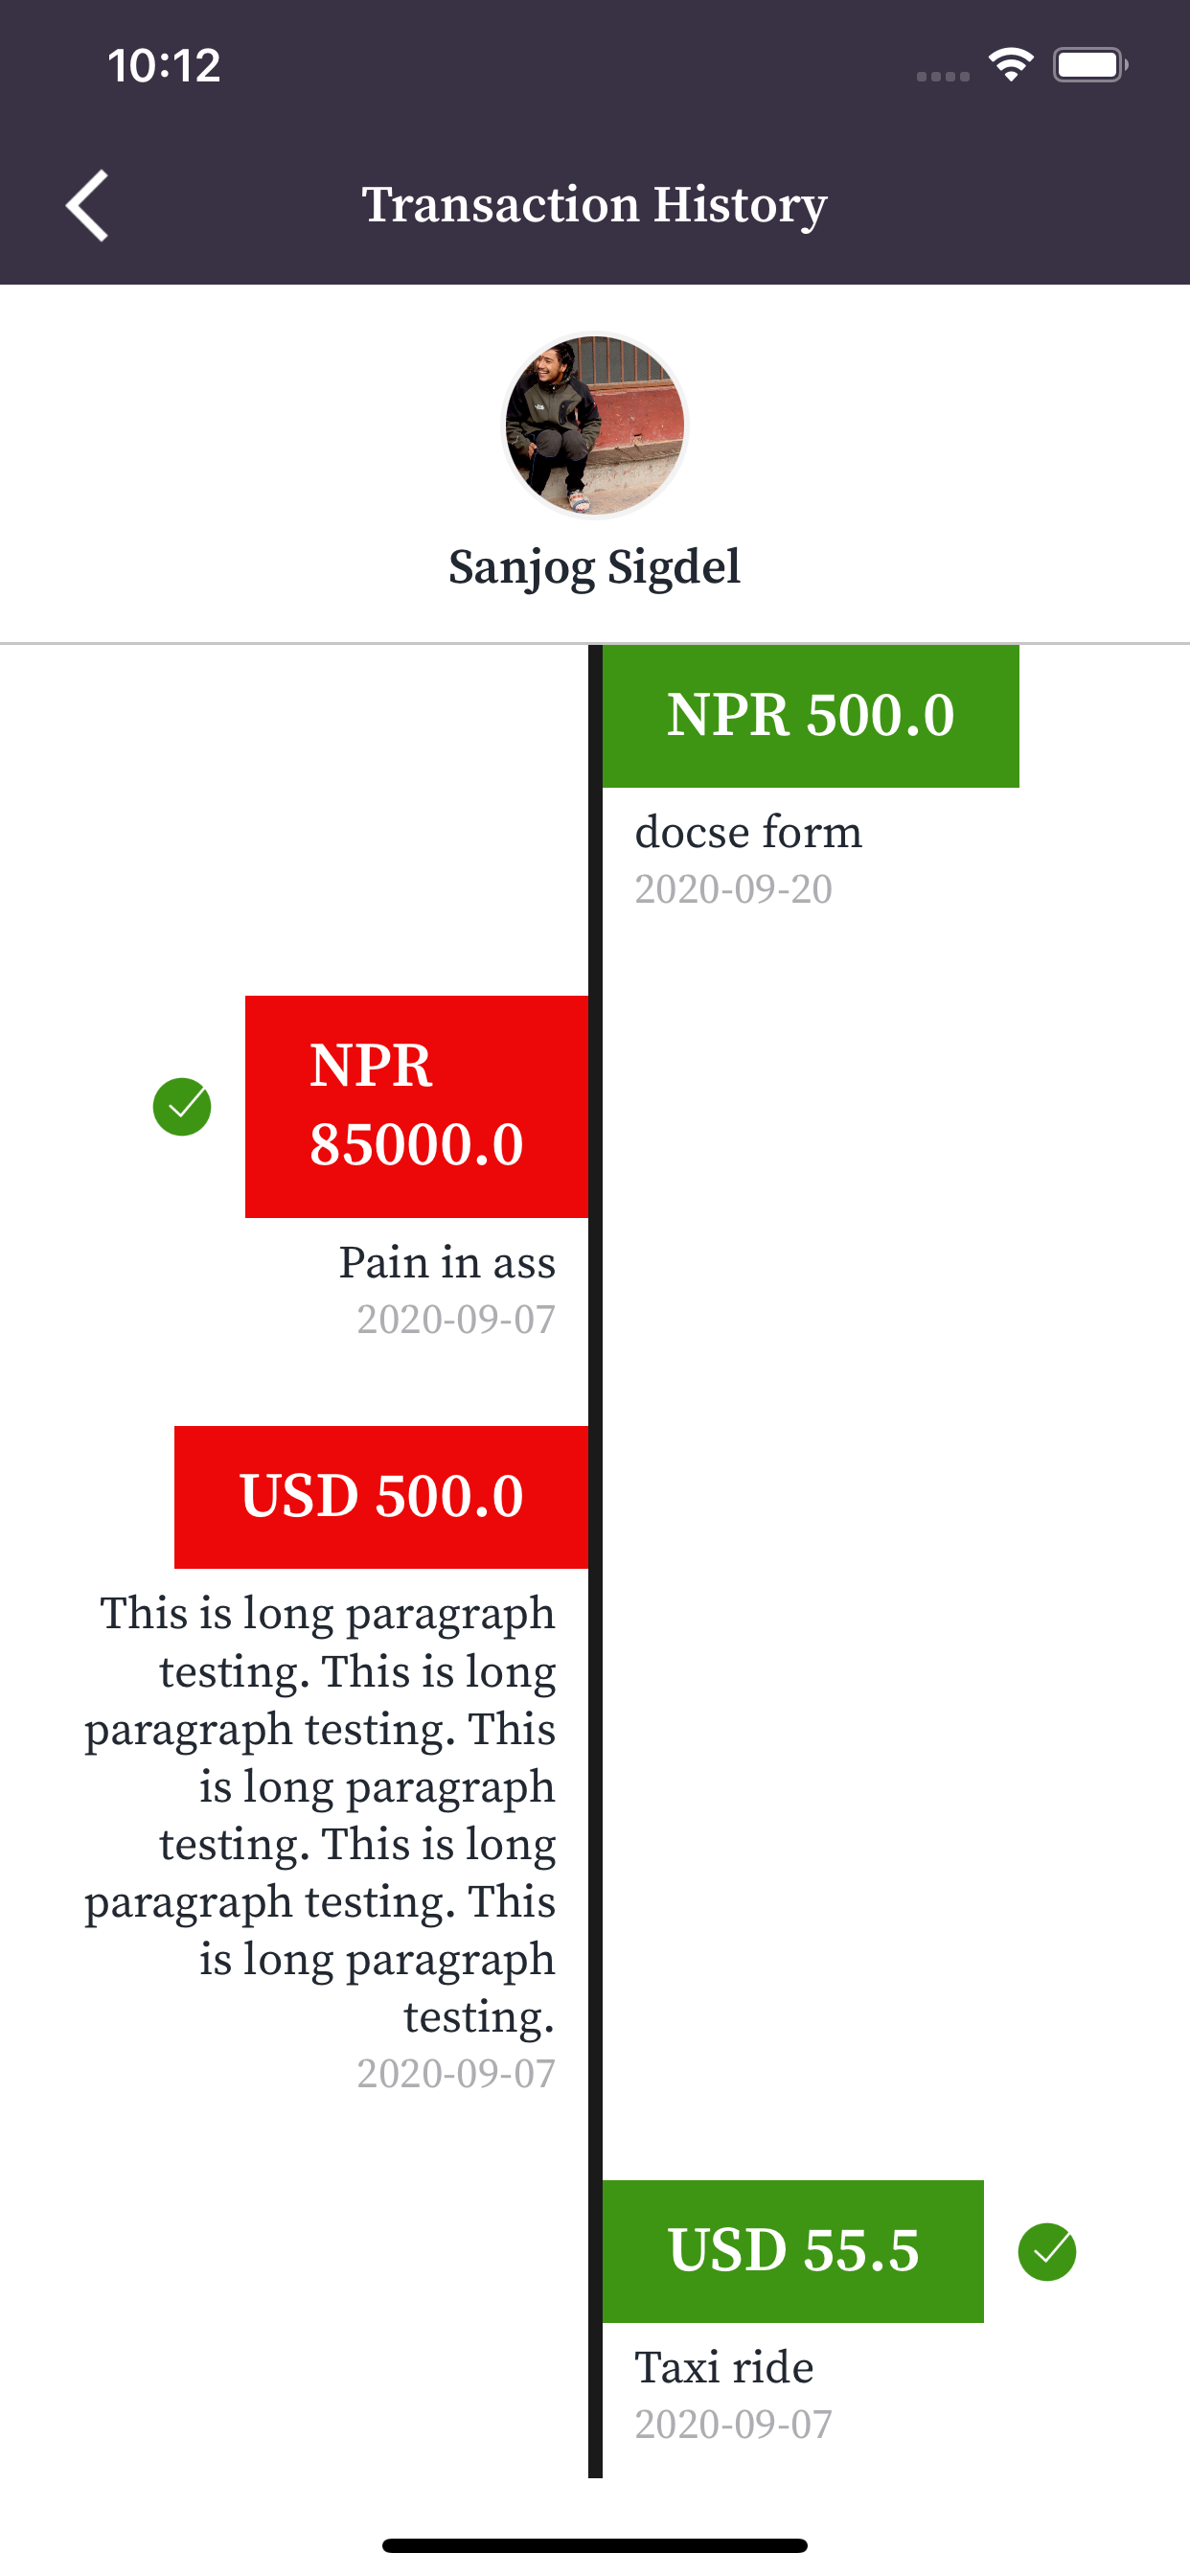 10:12
Transaction History
Sanjog Sigdel
NPR 500.0
docse form
2020-09-20
NPR
85000.0
Pain in ass
2020-09-07
USD 500.0
This is long paragraph
testing. This is long
paragraph testing. This
is long paragraph
testing. This is long
paragraph testing. This
is long paragraph
testing.
2020-09-07
USD 55.5
Taxi ride
2020-09-07